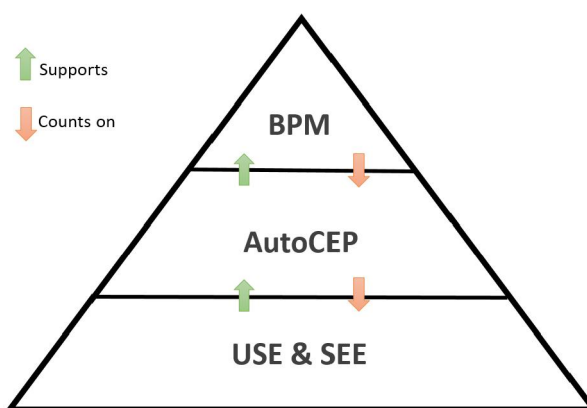 Supports
Counts on
BPM
AutoCEP
USE & SEE